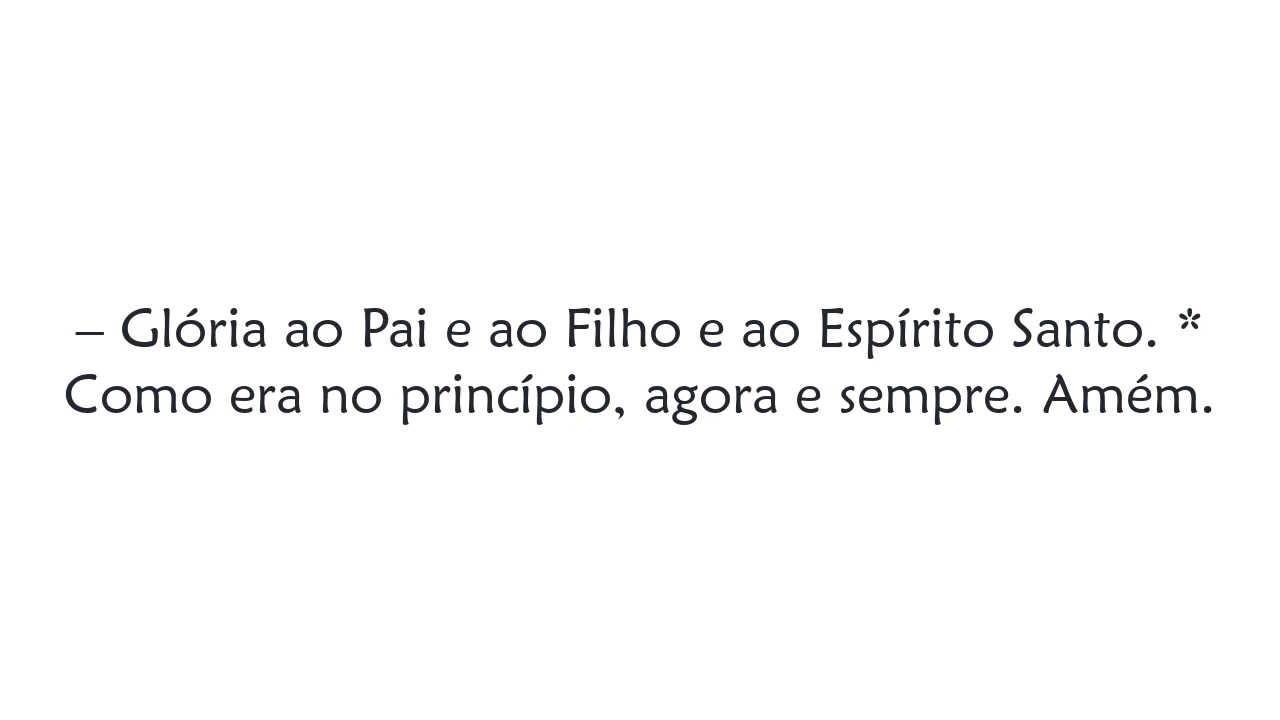 – Glória ao Pai e ao Filho e ao Espírito Santo. *
Como era no princípio, agora e sempre. Amém.